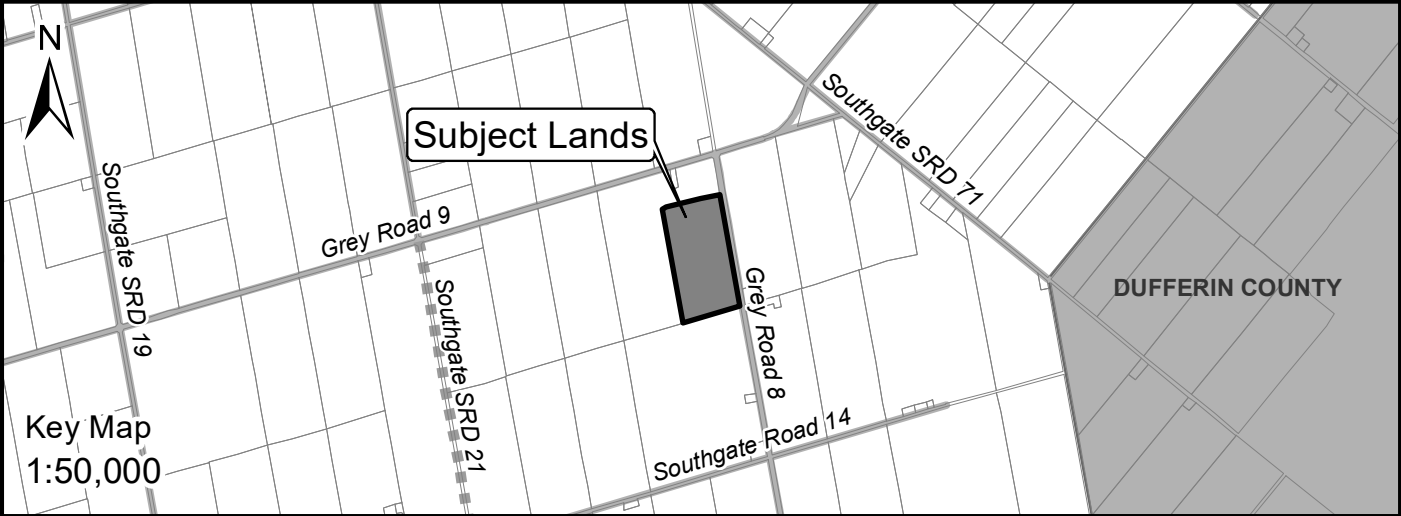 N
Southgate SRD 71
Subject Lands
Southgate SRD 19
Grey Road 9
Grey Road 8
DUFFERIN COUNTY
Southgate SRD 21
Southgate Road 14
Key Map
1:50,000